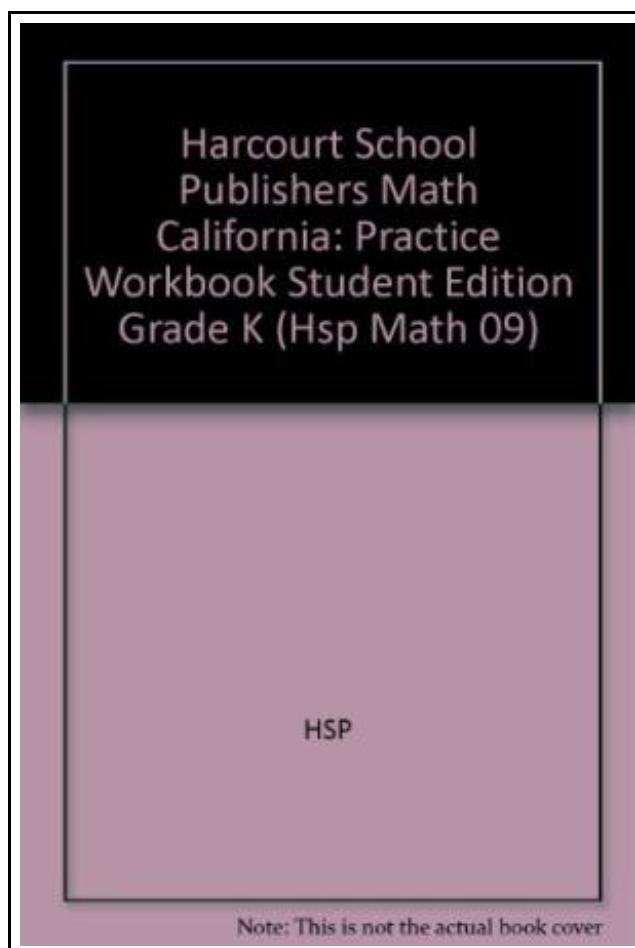 Harcourt School
Publishers Math
California: Practice
Workbook Student Edition
Grade K (Hsp Math 09)
HSP
Note: This is not the actual book cover